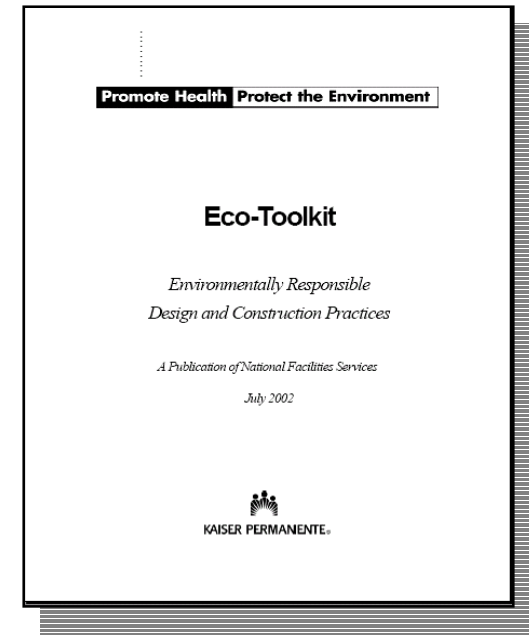 Promote Health Protect the Environment
Eco-Toolkit
Environmentally Responsible
Design and Construction Practices
A Publication of National Facilities Services
July 2002
KAISER PERMANENTE®